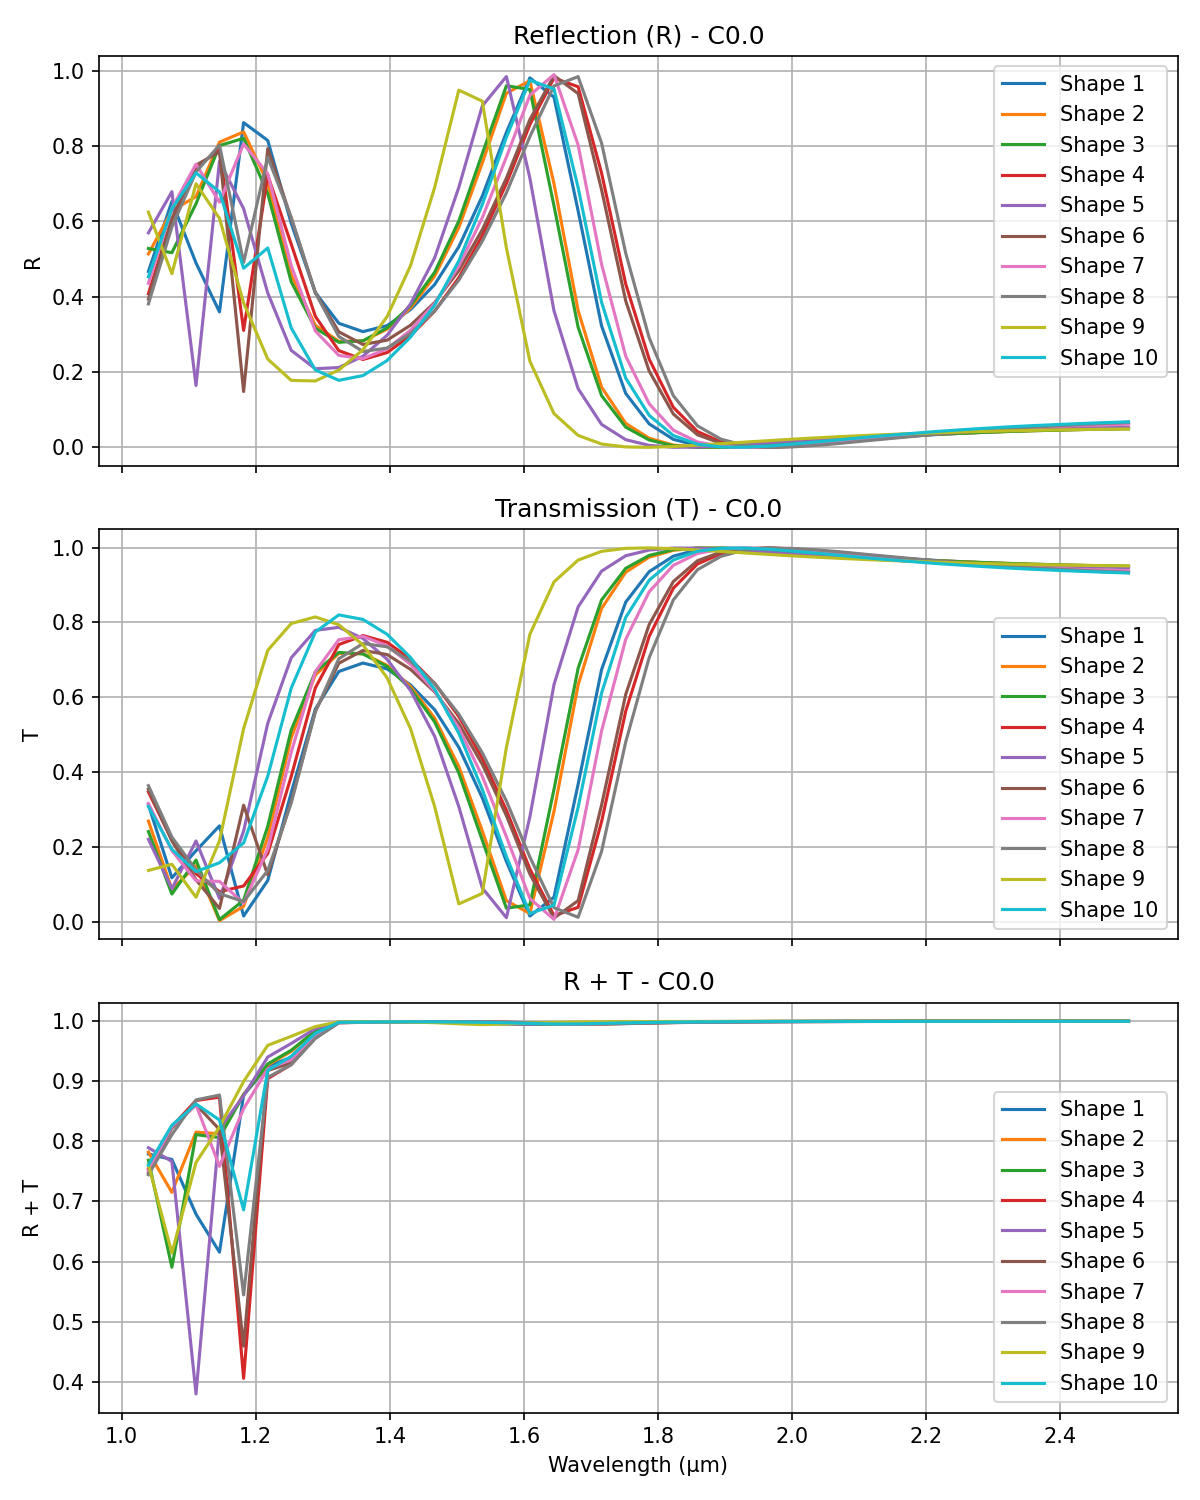 Reflection (R) - C0.0
1.0
0.8
0.6
0.4
0.2
0.0
R
Shape 1
Shape 2
Shape 3
Shape 4
Shape 5
Shape 6
Shape 7
Shape 8
Shape 9
Shape 10
Transmission (T) - C0.0
1.0
0.8
0.6
0.4
0.2
0.0
T
Shape 1
Shape 2
Shape 3
Shape 4
Shape 5
Shape 6
Shape 7
Shape 8
Shape 9
Shape 10
R + T - C0.0
1.0
0.9
0.8
0.7
0.6
0.5
0.4
R + T
Shape 1
Shape 2
Shape 3
Shape 4
Shape 5
Shape 6
Shape 7
Shape 8
Shape 9
Shape 10
1.0 1.2 1.4 1.6 1.8 2.0 2.2 2.4
Wavelength (μm)